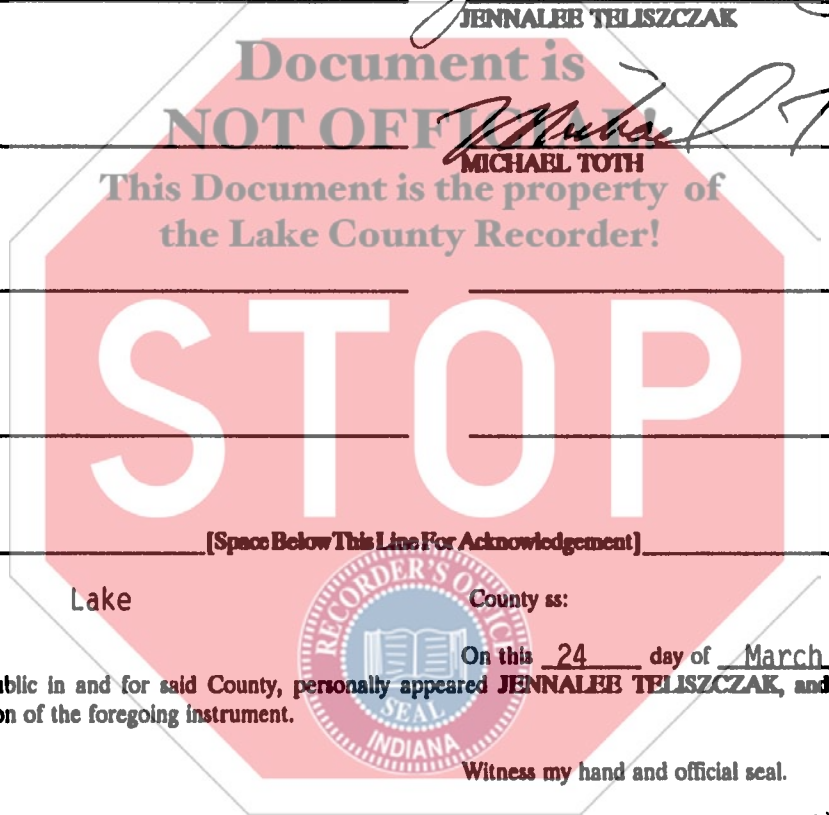 JENNALEE TELISZCZAK
Document is
NOT OFFICIAL!
Michael T
MICHAEL TOTH
This Document is the property of
the Lake County Recorder!
STOP
[Space Below This Line For Acknowledgement]
Lake County ss:
RECORDER'S OFFICE
On this 24 day of March
ublic in and for said County, personally appeared JENNALEE TELISZCZAK, and
on of the foregoing instrument.
SEAL
INDIANA
Witness my hand and official seal.